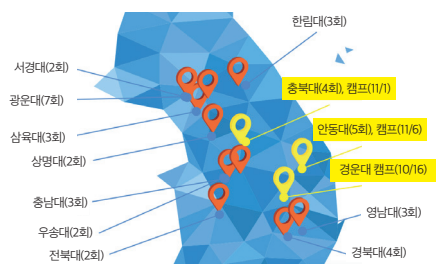 한림대(3회)
서경대(2회)
광운대(7회)
충북대(4회), 캠프(11/1)
삼육대(3회)
안동대(5회), 캠프(11/6)
상명대(2회)
경운대 캠프(10/16)
충남대(3회)
영남대(3회)
우송대(2회)
경북대(4회)
전북대(2회)